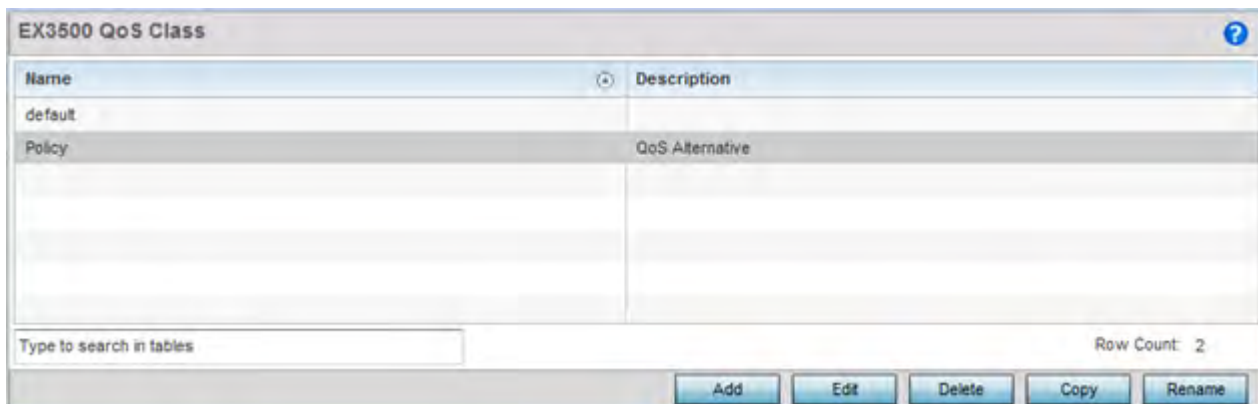 EX3500 QoS Class
?
Name Description
default
Policy QoS Alternative
Type to search in tables
Row Count: 2
Add Edit Delete Copy Rename